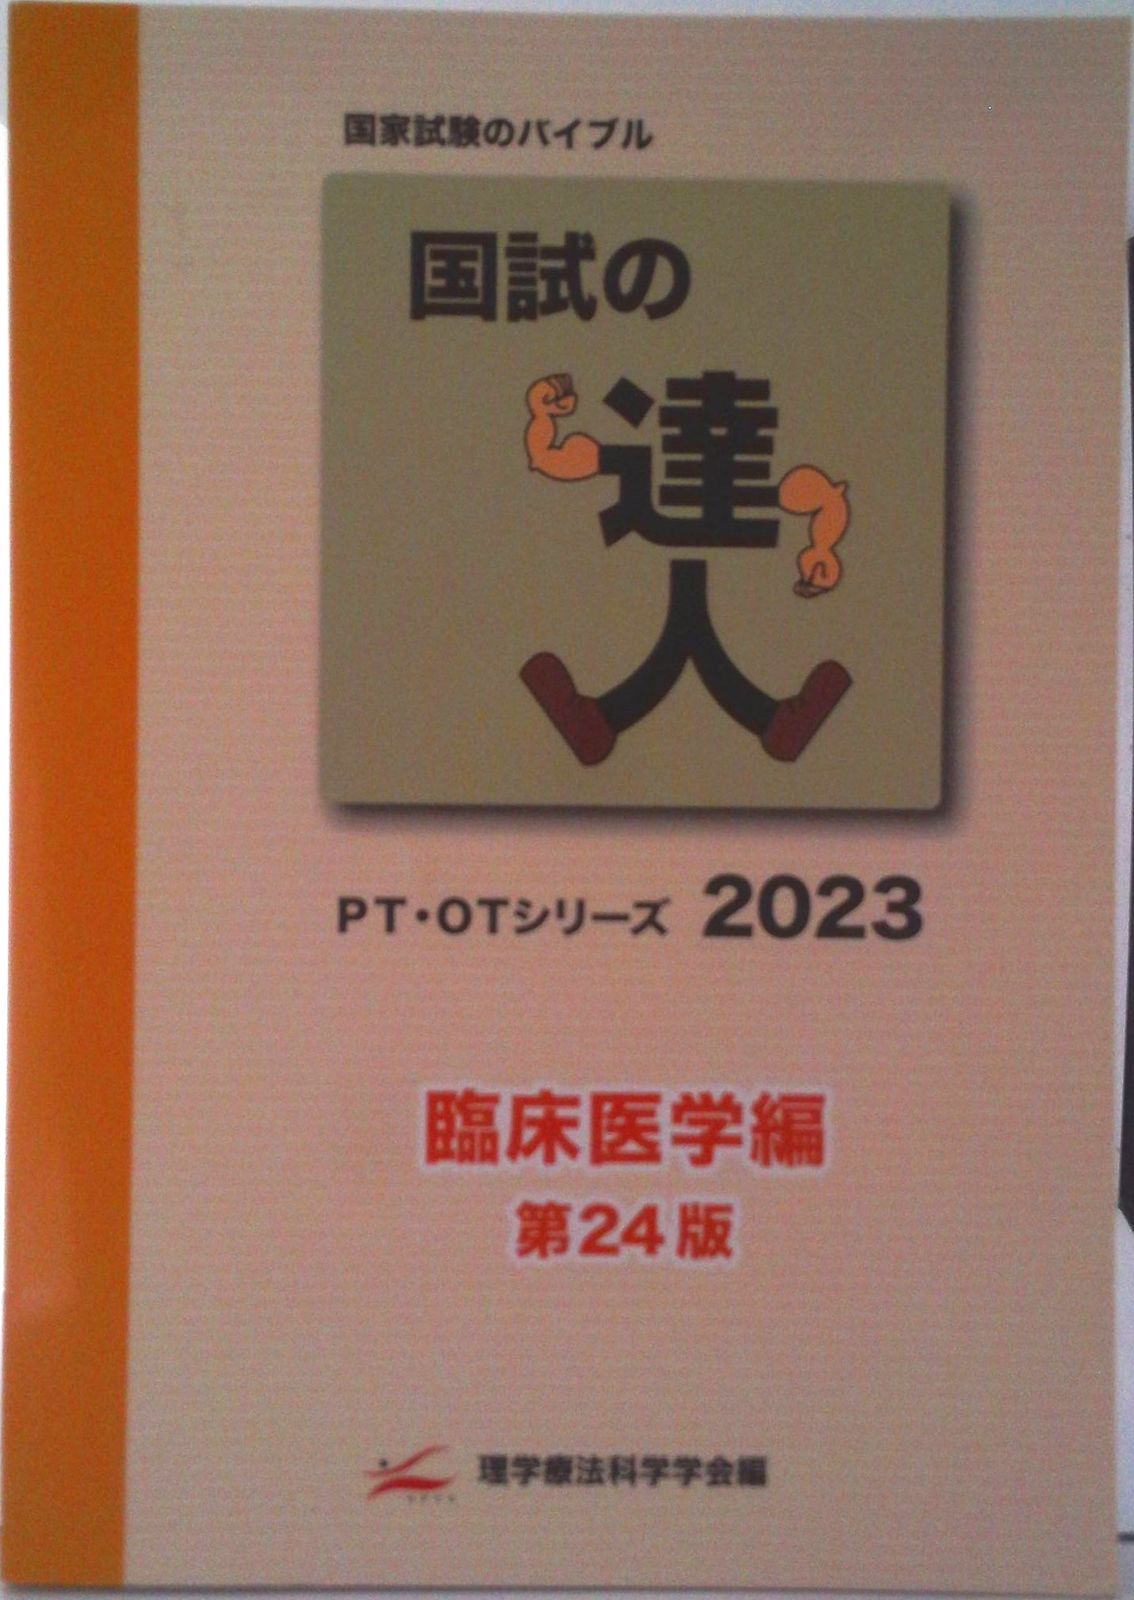 国家試験のバイブル
国試の
達
人
PT・OTシリーズ 2023
臨床医学編
第24版
理学療法科学学会編